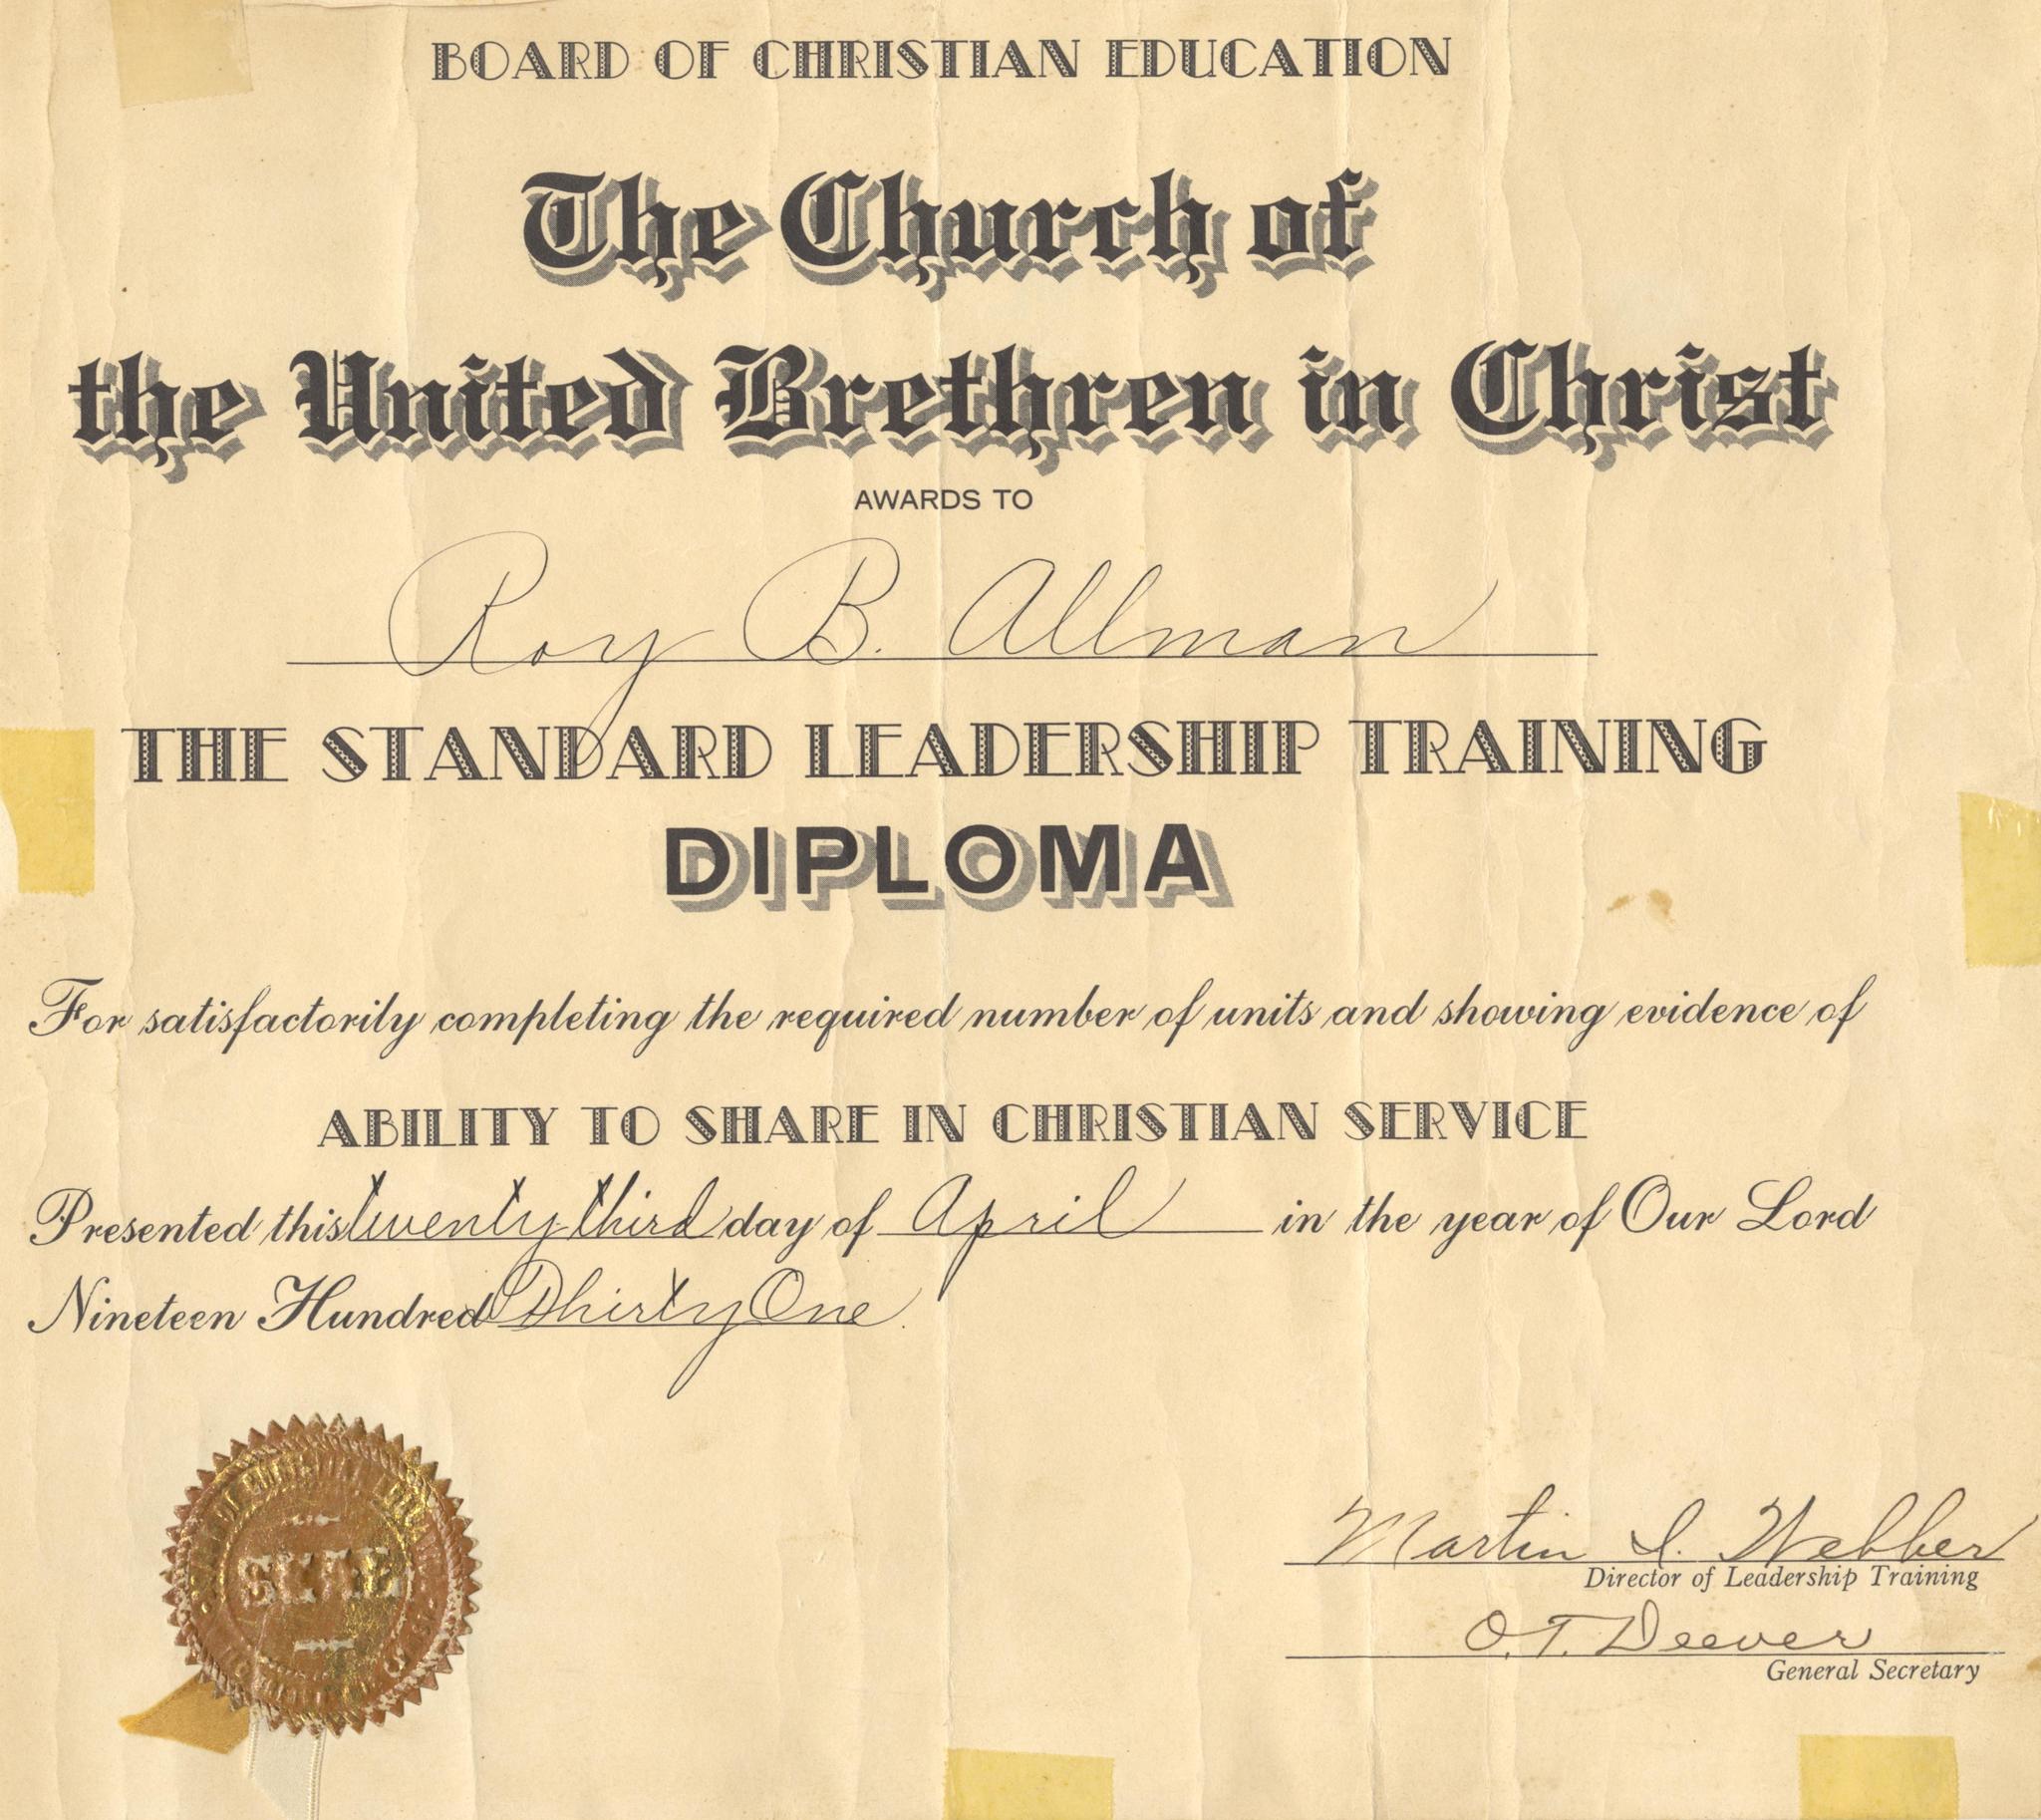 BOARD OF CHRISTIAN EDUCATION
The Church of
the United Brethren in Christ
AWARDS TO
Roy B. Allman
THE STANDARD LEADERSHIP TRAINING
DIPLOMA
For satisfactorily completing the required number of units and showing evidence of
ABILITY TO SHARE IN CHRISTIAN SERVICE
Presented this twenty third day of April in the year of Our Lord
Nineteen Hundred Thirty One.
Martin I. Webber
Director of Leadership Training
O.T. Deever
General Secretary